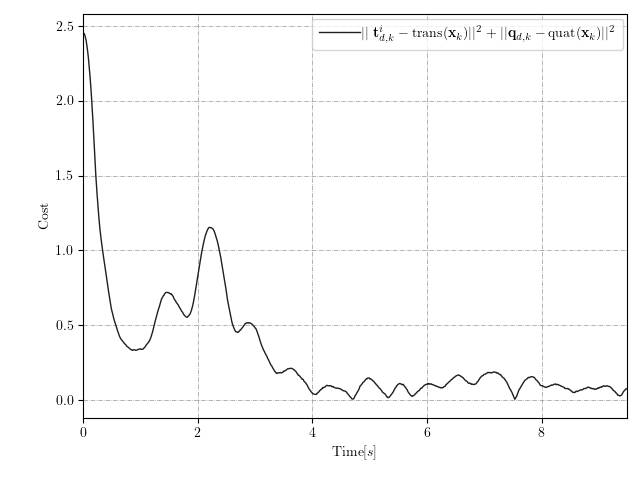 || t^i_{d,k} − trans(x_k)||^2 + ||q_{d,k} − quat(x_k)||^2
2.5
2.0
1.5
1.0
0.5
0.0
Cost
0 2 4 6 8
Time[s]